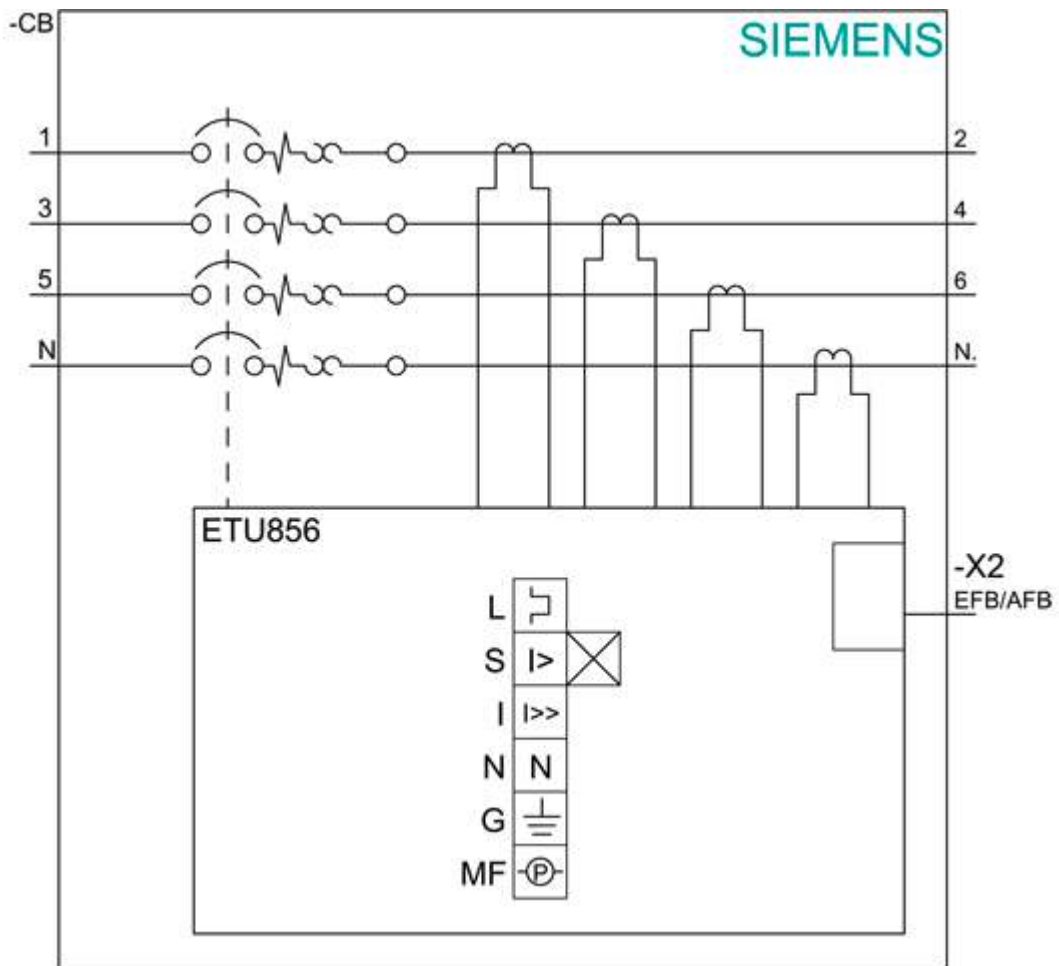 -CB
SIEMENS
1 2
3 4
5 6
N N.
ETU856
-X2
EFB/AFB
L
S I>
I I>>
N N
G
MF P